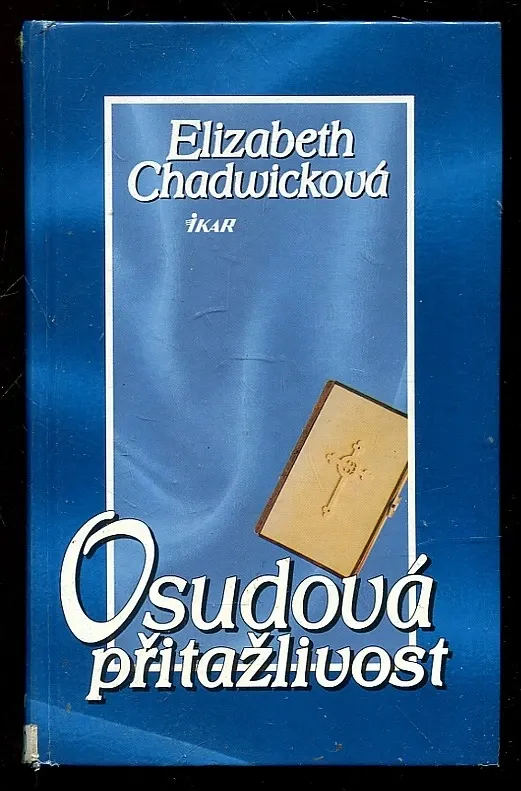 Elizabeth
Chadwicková
iKAR
Osudová
přitažlivost